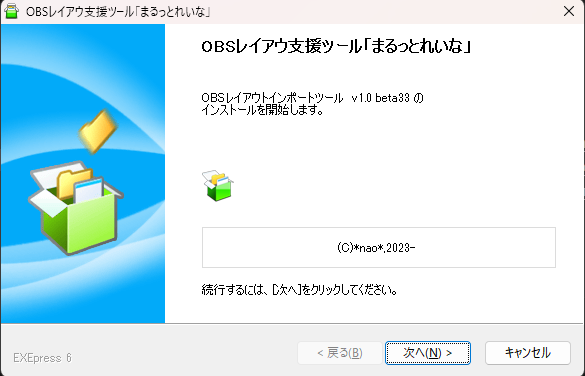 OBSレイアウ支援ツール「まるっとれいな」
OBSレイアウ支援ツール「まるっとれいな」
OBSレイアウトインポートツール v1.0 beta33 の
インストールを開始します。
(C)*nao*,2023-
続行するには、[次へ]をクリックしてください。
EXEpress 6
< 戻る(B)
次へ(N) >
キャンセル